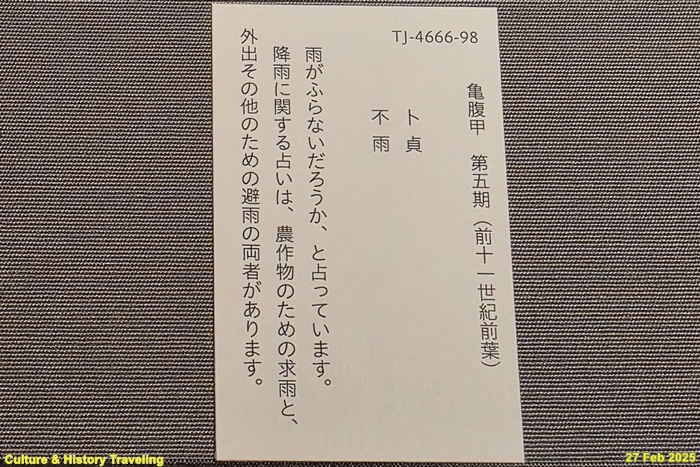 TJ-4666-98
亀腹甲 第五期（前十一世紀前葉）
卜貞
不雨
雨がふらないだろうか、と占っています。
降雨に関する占いは、農作物のための求雨と、
外出その他のための避雨の両者があります。
Culture & History Traveling
27 Feb 2025